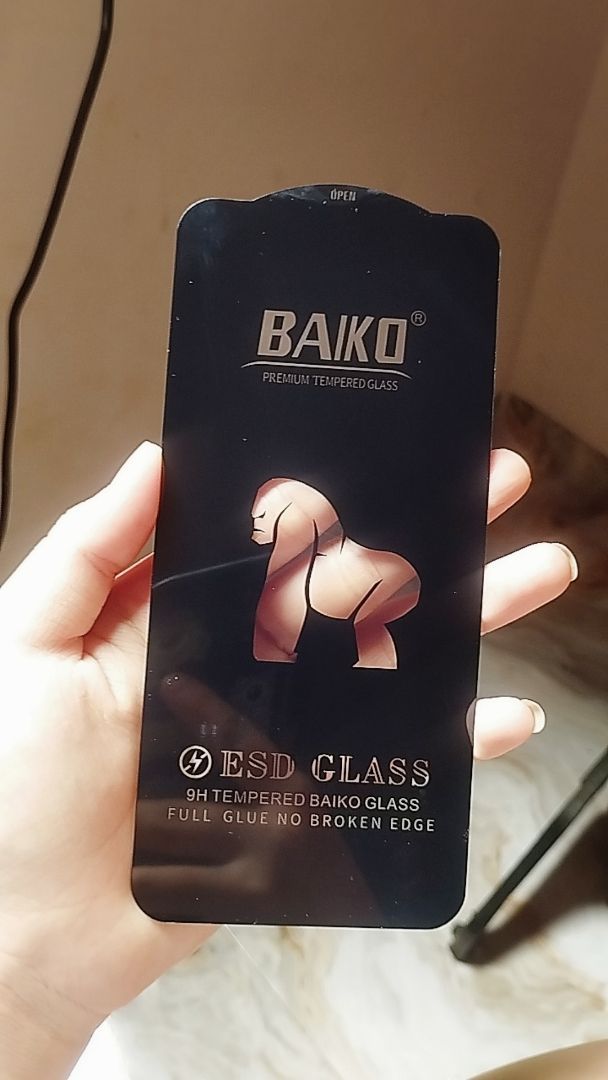 OPEN
BAIKO®
PREMIUM TEMPERED GLASS
ESD GLASS
9H TEMPERED BAIKO GLASS
FULL GLUE NO BROKEN EDGE